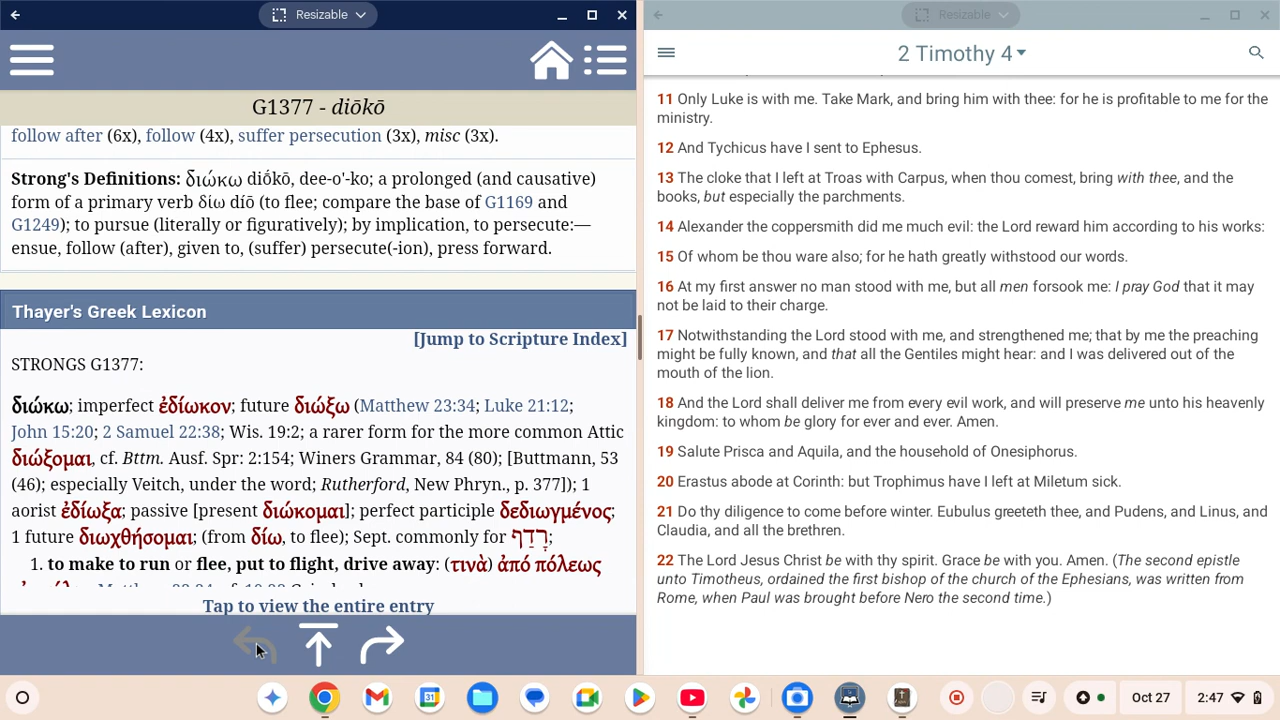 Resizable
G1377 - diōkō
follow after (6x), follow (4x), suffer persecution (3x), misc (3x).
Strong's Definitions: διώκω diṓkō, dee-o'-ko; a prolonged (and causative)
form of a primary verb δίω díō (to flee; compare the base of G1169 and
G1249); to pursue (literally or figuratively); by implication, to persecute:—
ensue, follow (after), given to, (suffer) persecute(-ion), press forward.
Thayer's Greek Lexicon
[Jump to Scripture Index]
STRONGS G1377:
διώκω; imperfect ἐδίωκον; future διώξω (Matthew 23:34; Luke 21:12;
John 15:20; 2 Samuel 22:38; Wis. 19:2; a rarer form for the more common Attic
διώξομαι, cf. Bttm. Ausf. Spr: 2:154; Winers Grammar, 84 (80); [Buttmann, 53
(46); especially Veitch, under the word; Rutherford, New Phryn., p. 377]); 1
aorist ἐδίωξα; passive [present διώκομαι]; perfect participle δεδιωγμένος;
1 future διωχθήσομαι; (from δίω, to flee); Sept. commonly for רָדַף;
1. to make to run or flee, put to flight, drive away: (τινὰ) ἀπό πόλεως
Tap to view the entire entry
Resizable
2 Timothy 4
11 Only Luke is with me. Take Mark, and bring him with thee: for he is profitable to me for the
ministry.
12 And Tychicus have I sent to Ephesus.
13 The cloke that I left at Troas with Carpus, when thou comest, bring with thee, and the
books, but especially the parchments.
14 Alexander the coppersmith did me much evil: the Lord reward him according to his works:
15 Of whom be thou ware also; for he hath greatly withstood our words.
16 At my first answer no man stood with me, but all men forsook me: I pray God that it may
not be laid to their charge.
17 Notwithstanding the Lord stood with me, and strengthened me; that by me the preaching
might be fully known, and that all the Gentiles might hear: and I was delivered out of the
mouth of the lion.
18 And the Lord shall deliver me from every evil work, and will preserve me unto his heavenly
kingdom: to whom be glory for ever and ever. Amen.
19 Salute Prisca and Aquila, and the household of Onesiphorus.
20 Erastus abode at Corinth: but Trophimus have I left at Miletum sick.
21 Do thy diligence to come before winter. Eubulus greeteth thee, and Pudens, and Linus, and
Claudia, and all the brethren.
22 The Lord Jesus Christ be with thy spirit. Grace be with you. Amen. (The second epistle
unto Timotheus, ordained the first bishop of the church of the Ephesians, was written from
Rome, when Paul was brought before Nero the second time.)
Oct 27
2:47